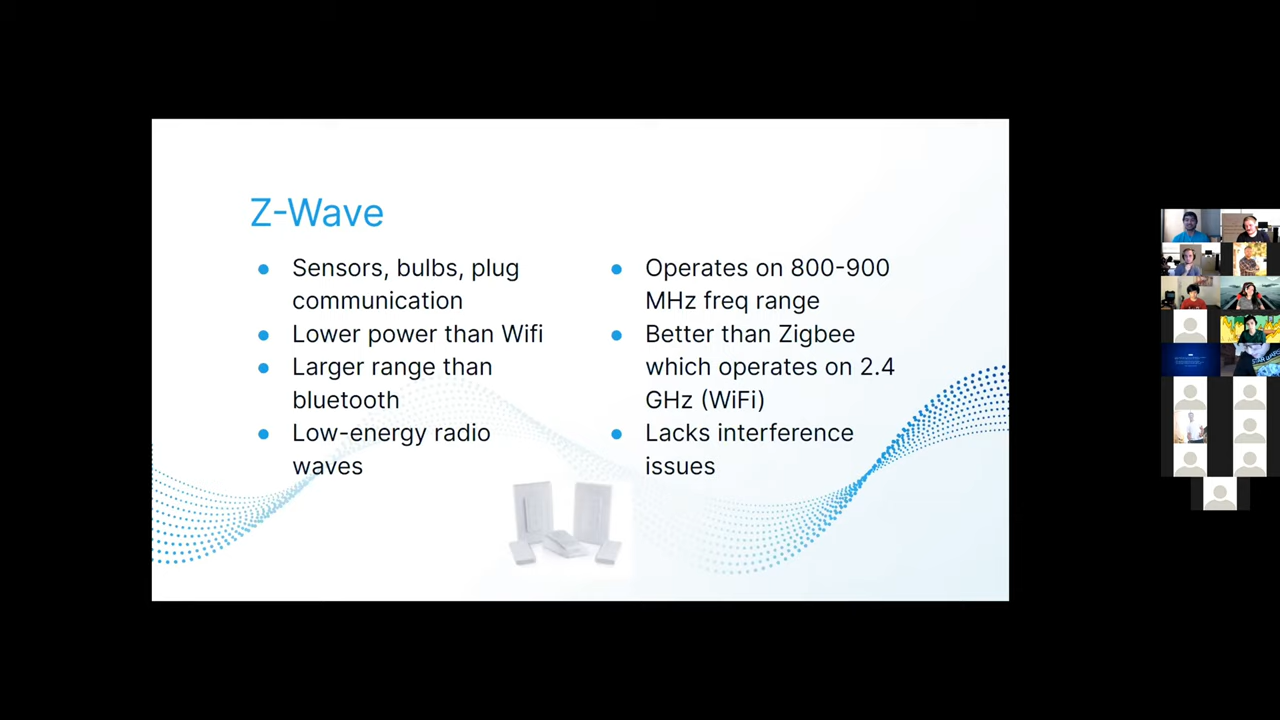 Z-Wave
Sensors, bulbs, plug
communication
Lower power than Wifi
Larger range than
bluetooth
Low-energy radio
waves
Operates on 800-900
MHz freq range
Better than Zigbee
which operates on 2.4
GHz (WiFi)
Lacks interference
issues